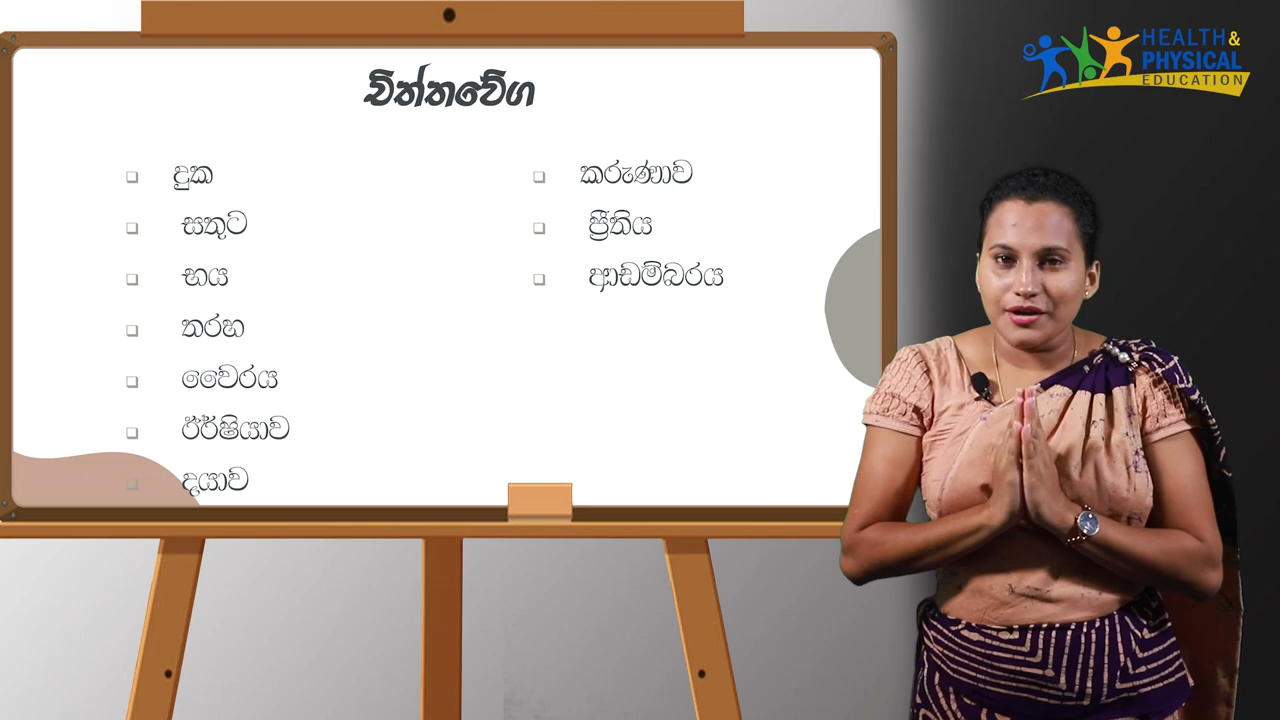 චිත්තවේග
දුක
සතුට
භය
තරහ
වෛරය
ඊර්ෂියාව
දයාව
කරුණාව
ප්‍රීතිය
ආඩම්බරය
HEALTH &
PHYSICAL
EDUCATION